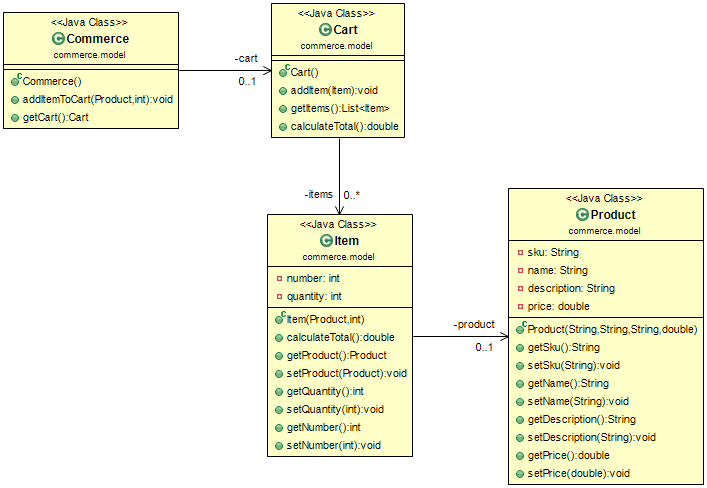 <<Java Class>>
Commerce
commerce.model
Commerce()
addItemToCart(Product,int):void
getCart():Cart
-cart
0..1
<<Java Class>>
Cart
commerce.model
Cart()
addItem(Item):void
getItems():List<Item>
calculateTotal():double
-items
0..*
<<Java Class>>
Item
commerce.model
number: int
quantity: int
Item(Product,int)
calculateTotal():double
getProduct():Product
setProduct(Product):void
getQuantity():int
setQuantity(int):void
getNumber():int
setNumber(int):void
-product
0..1
<<Java Class>>
Product
commerce.model
sku: String
name: String
description: String
price: double
Product(String,String,String,double)
getSku():String
setSku(String):void
getName():String
setName(String):void
getDescription():String
setDescription(String):void
getPrice():double
setPrice(double):void